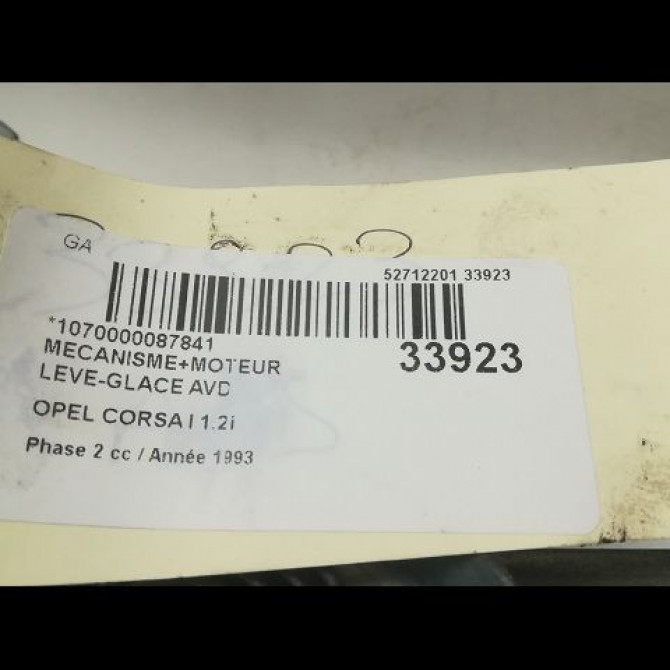 GA
52712201 33923
*1070000087841
33923
MECANISME+MOTEUR
LEVE-GLACE AVD
OPEL CORSA I 1.2i
Phase 2 cc / Année 1993